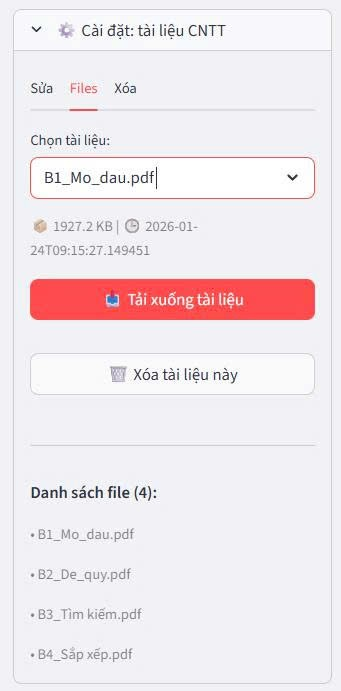 Cài đặt: tài liệu CNTT
Sửa Files Xóa
Chọn tài liệu:
B1_Mo_dau.pdf
1927.2 KB | 2026-01-
24T09:15:27.149451
Tải xuống tài liệu
Xóa tài liệu này
Danh sách file (4):
• B1_Mo_dau.pdf
• B2_De_quy.pdf
• B3_Tìm kiếm.pdf
• B4_Sắp xếp.pdf